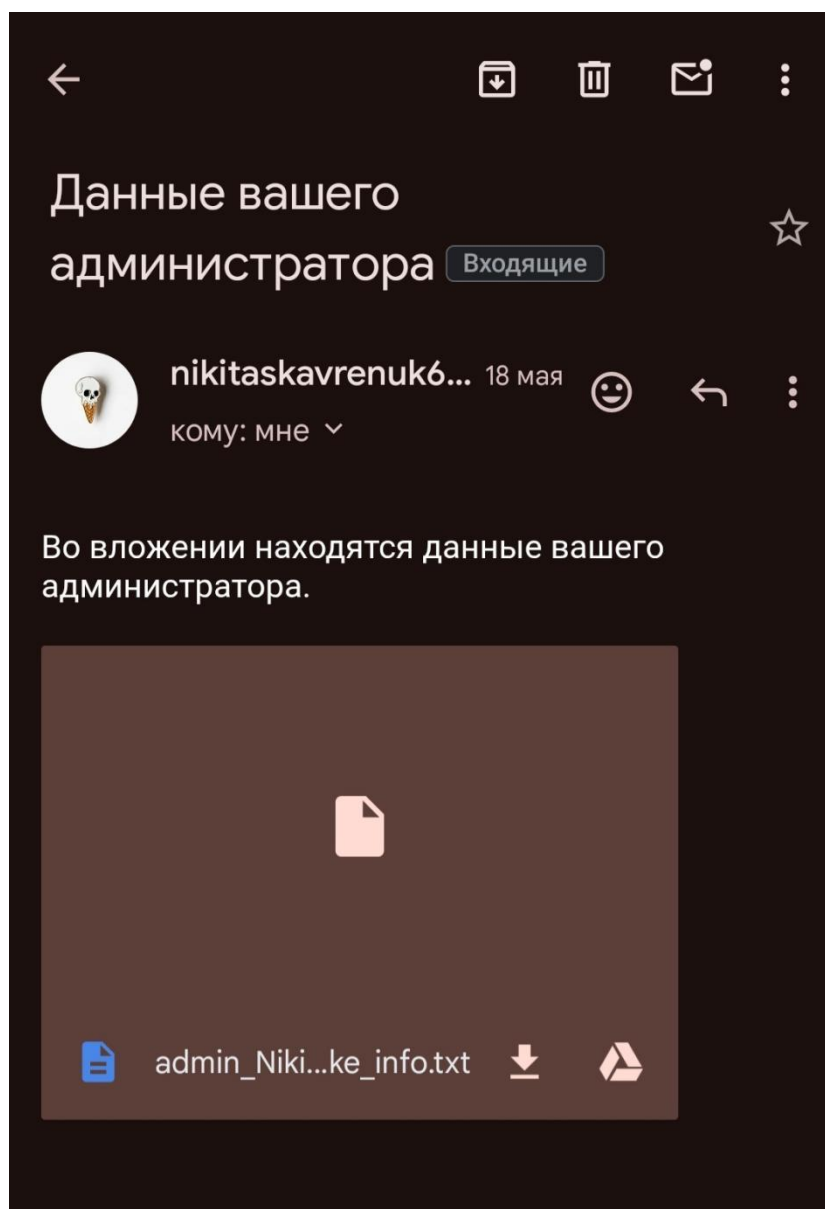 Данные вашего
администратора Входящие
nikitaskavrenuk6... 18 мая
кому: мне
Во вложении находятся данные вашего
администратора.
admin_Niki...ke_info.txt